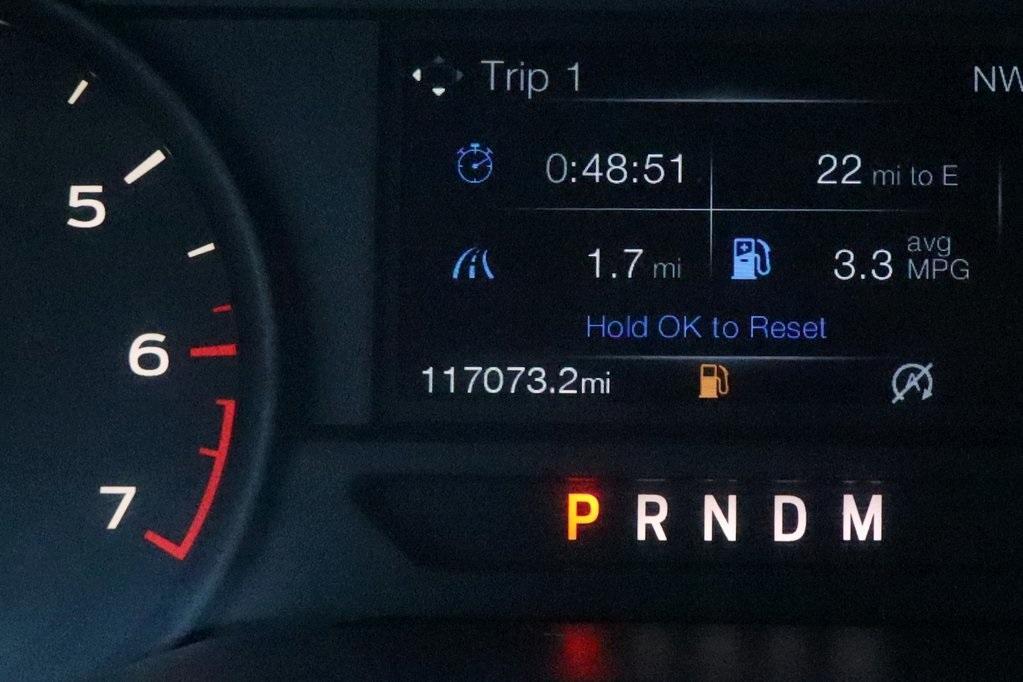 Trip 1 NW
5
0:48:51 22 mi to E
1.7 mi 3.3 avg MPG
Hold OK to Reset
6
117073.2mi
7
P R N D M